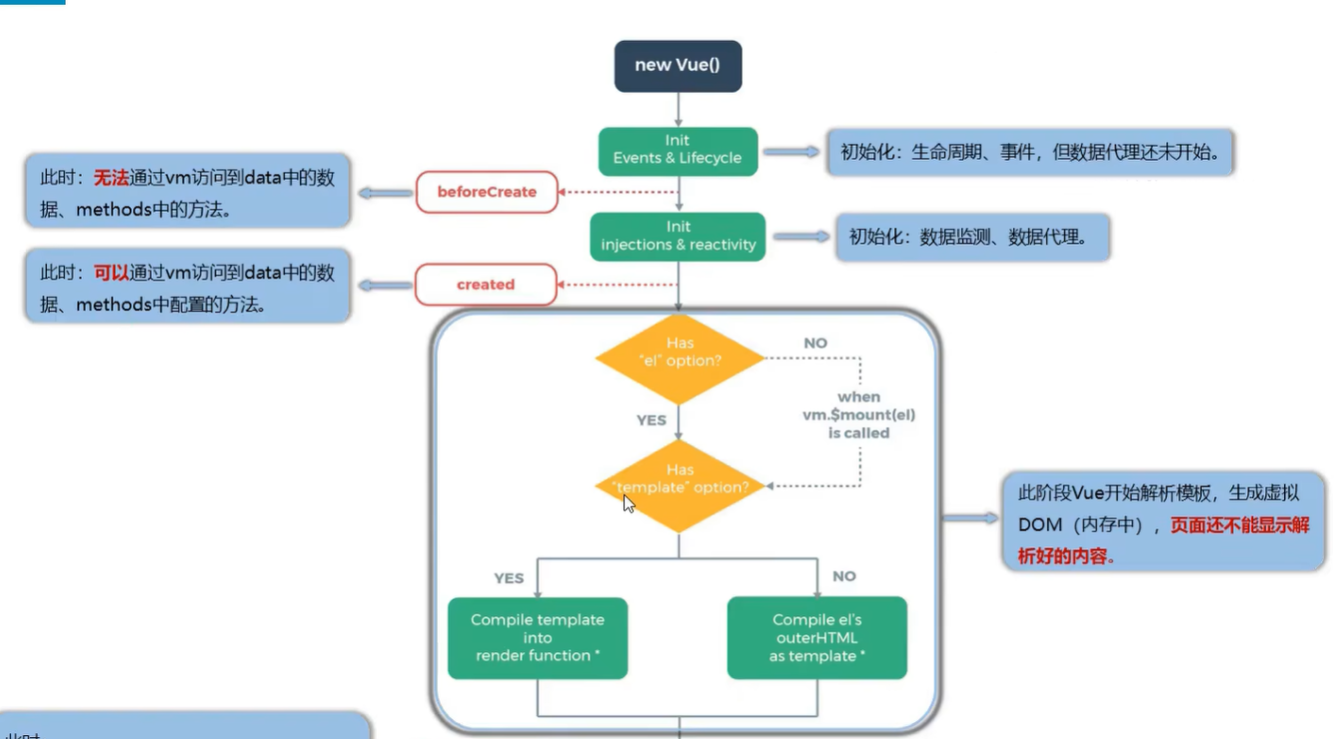 new Vue()
Init
Events & Lifecycle
初始化：生命周期、事件，但数据代理还未开始。
此时：无法通过vm访问到data中的数
据、methods中的方法。
beforeCreate
Init
injections & reactivity
初始化：数据监测、数据代理。
此时：可以通过vm访问到data中的数
据、methods中配置的方法。
created
Has
"el" option?
NO
when
vm.$mount(el)
is called
YES
Has
"template" option?
此阶段Vue开始解析模板，生成虚拟
DOM（内存中），页面还不能显示解
析好的内容。
YES
NO
Compile template
into
render function *
Compile el's
outerHTML
as template *